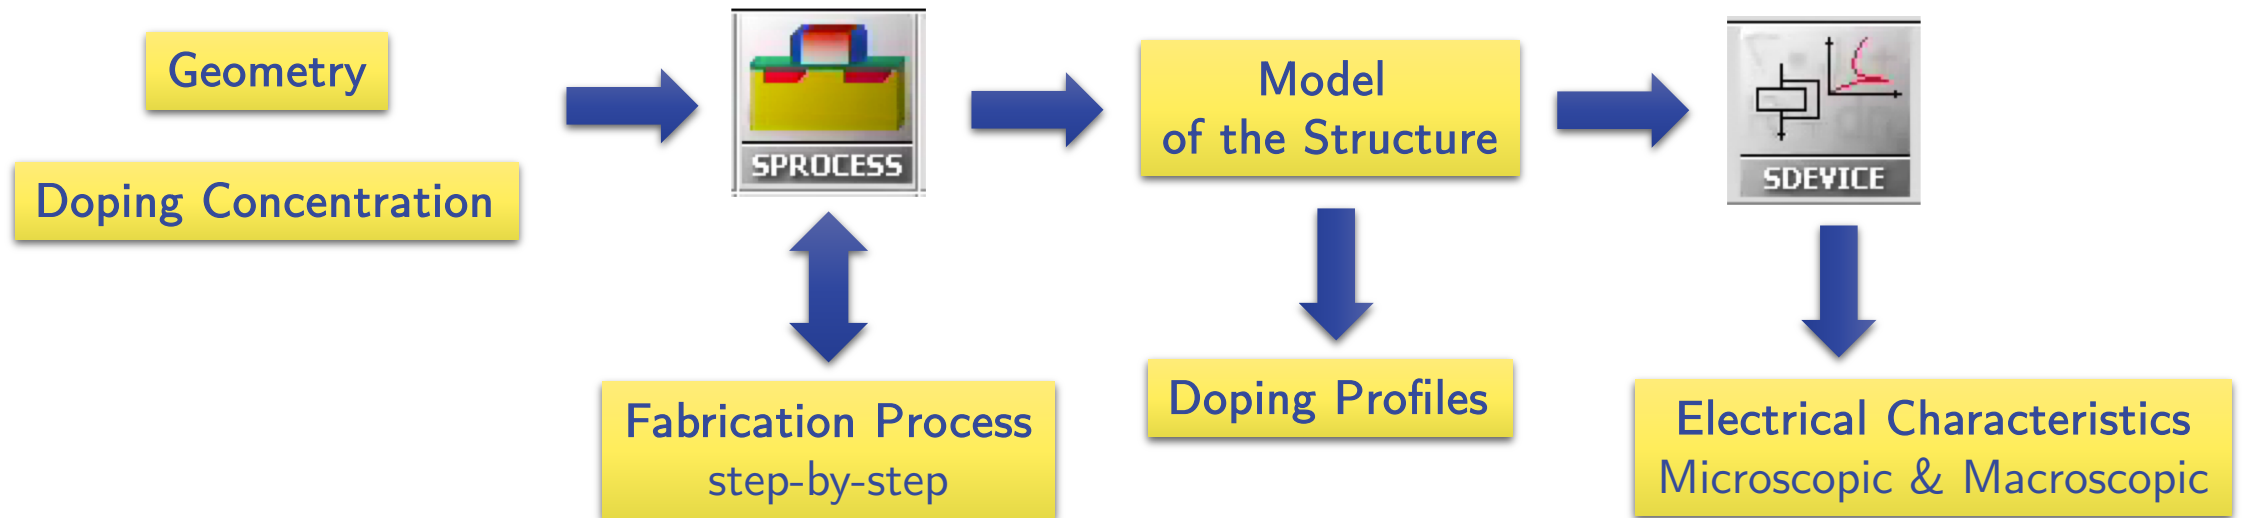 Geometry
Doping Concentration
SPROCESS
Fabrication Process
step-by-step
Model
of the Structure
Doping Profiles
SDEVICE
Electrical Characteristics
Microscopic & Macroscopic